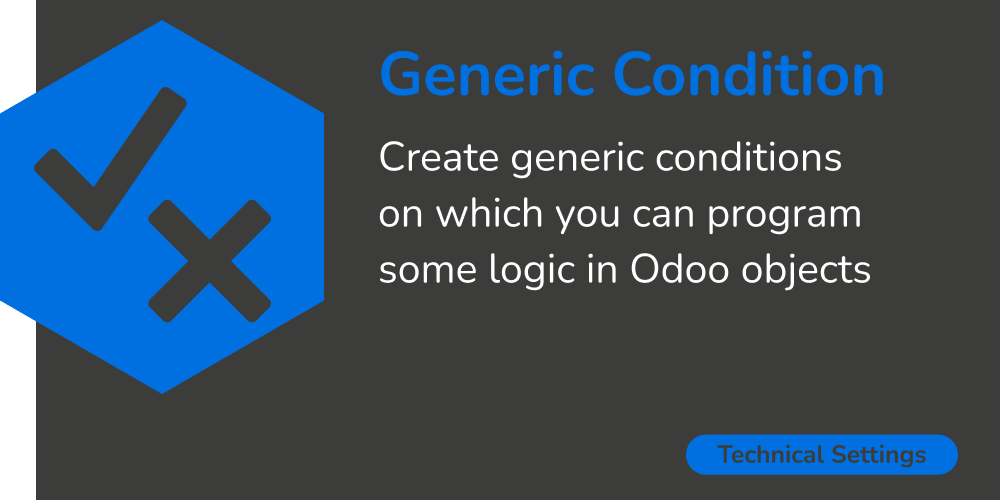 Generic Condition
Create generic conditions
on which you can program
some logic in Odoo objects
Technical Settings